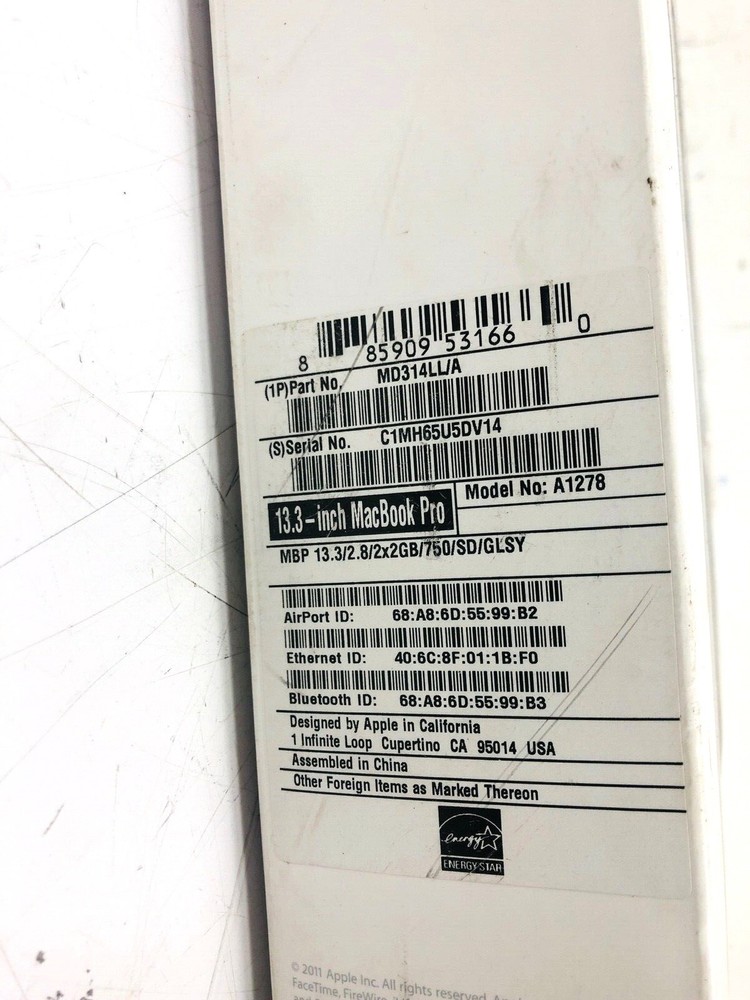 8 85909 53166 0
(1P)Part No. MD314LL/A
(S)Serial No. C1MH65U5DV14
13.3-inch MacBook Pro Model No: A1278
MBP 13.3/2.8/2x2GB/750/SD/GLSY
AirPort ID: 68:A8:6D:55:99:B2
Ethernet ID: 40:6C:8F:01:1B:F0
Bluetooth ID: 68:A8:6D:55:99:B3
Designed by Apple in California
1 Infinite Loop Cupertino CA 95014 USA
Assembled in China
Other Foreign Items as Marked Thereon
energy
ENERGY STAR
© 2011 Apple Inc. All rights reserved.
FaceTime, FireWire,